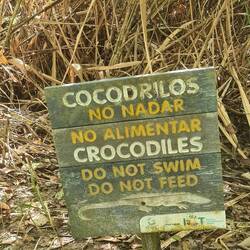 COCODRILOS
NO NADAR
NO ALIMENTAR
CROCODILES
DO NOT SWIM
DO NOT FEED